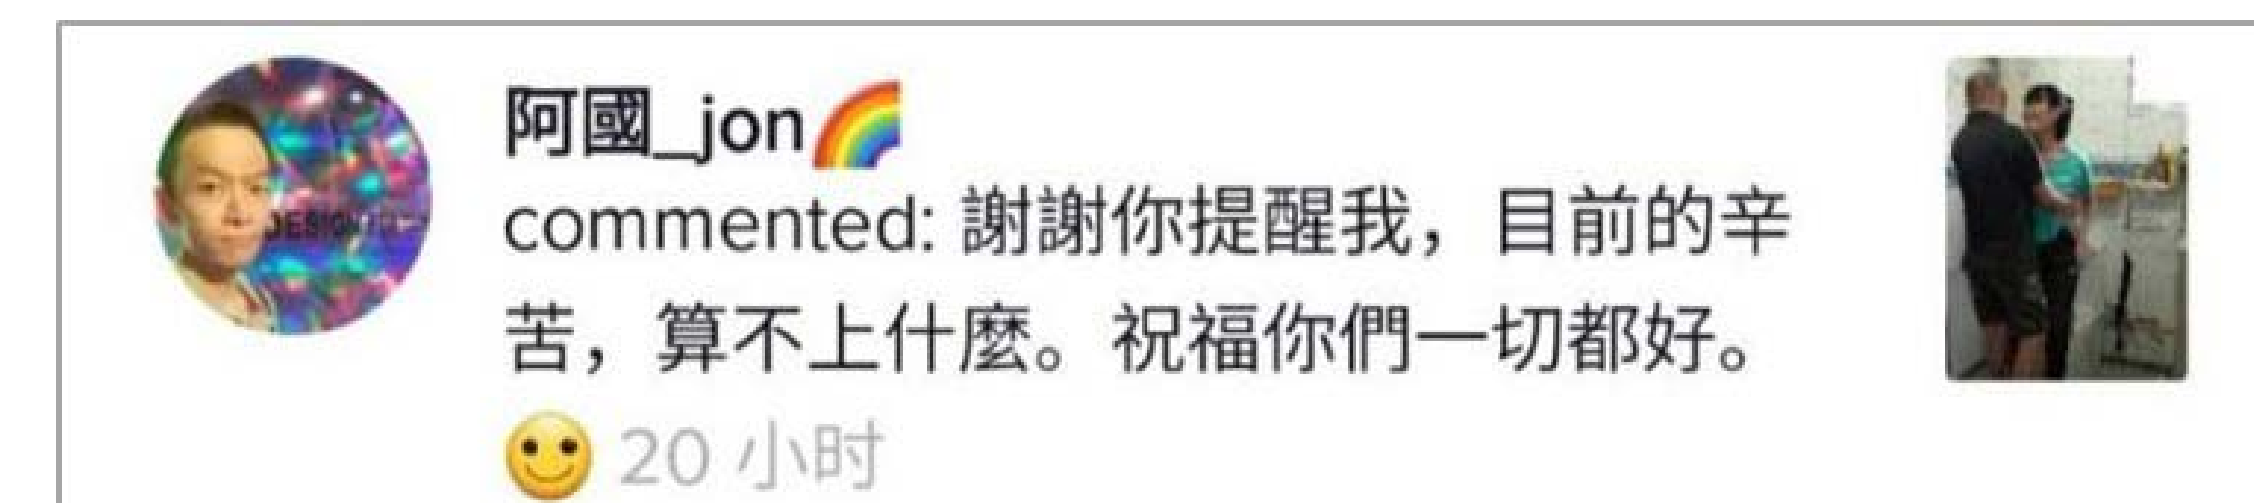 阿國_jon🌈
commented: 謝謝你提醒我，目前的辛
苦，算不上什麼。祝福你們一切都好。
🙂 20 小时